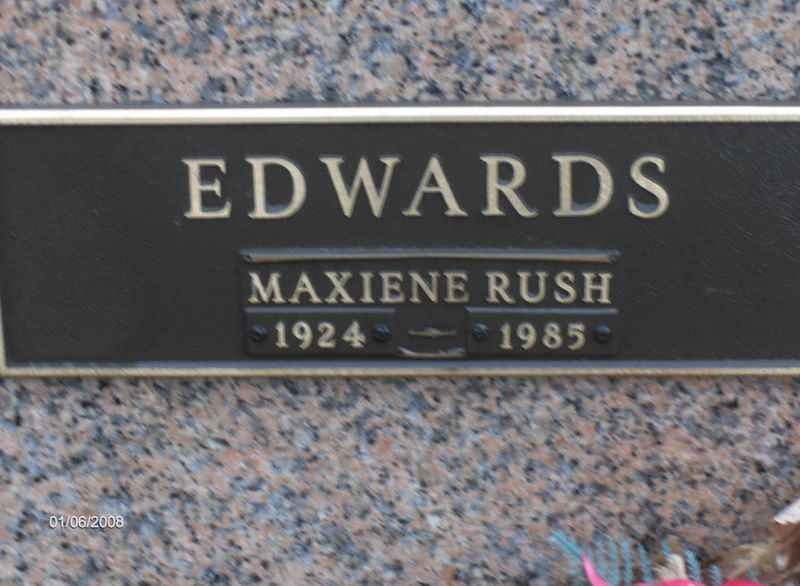 EDWARDS
MAXIENE RUSH
1924 1985
01/06/2008